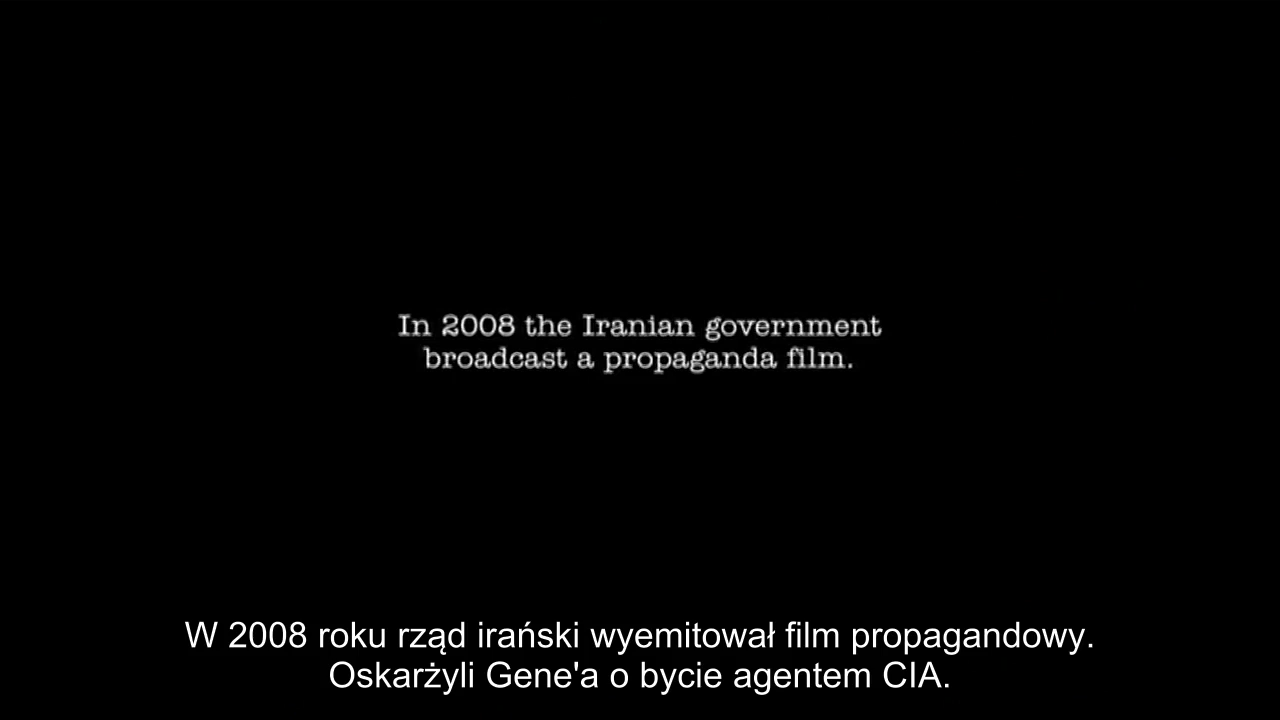 In 2008 the Iranian government
broadcast a propaganda film.
W 2008 roku rząd irański wyemitował film propagandowy.
Oskarżyli Gene'a o bycie agentem CIA.